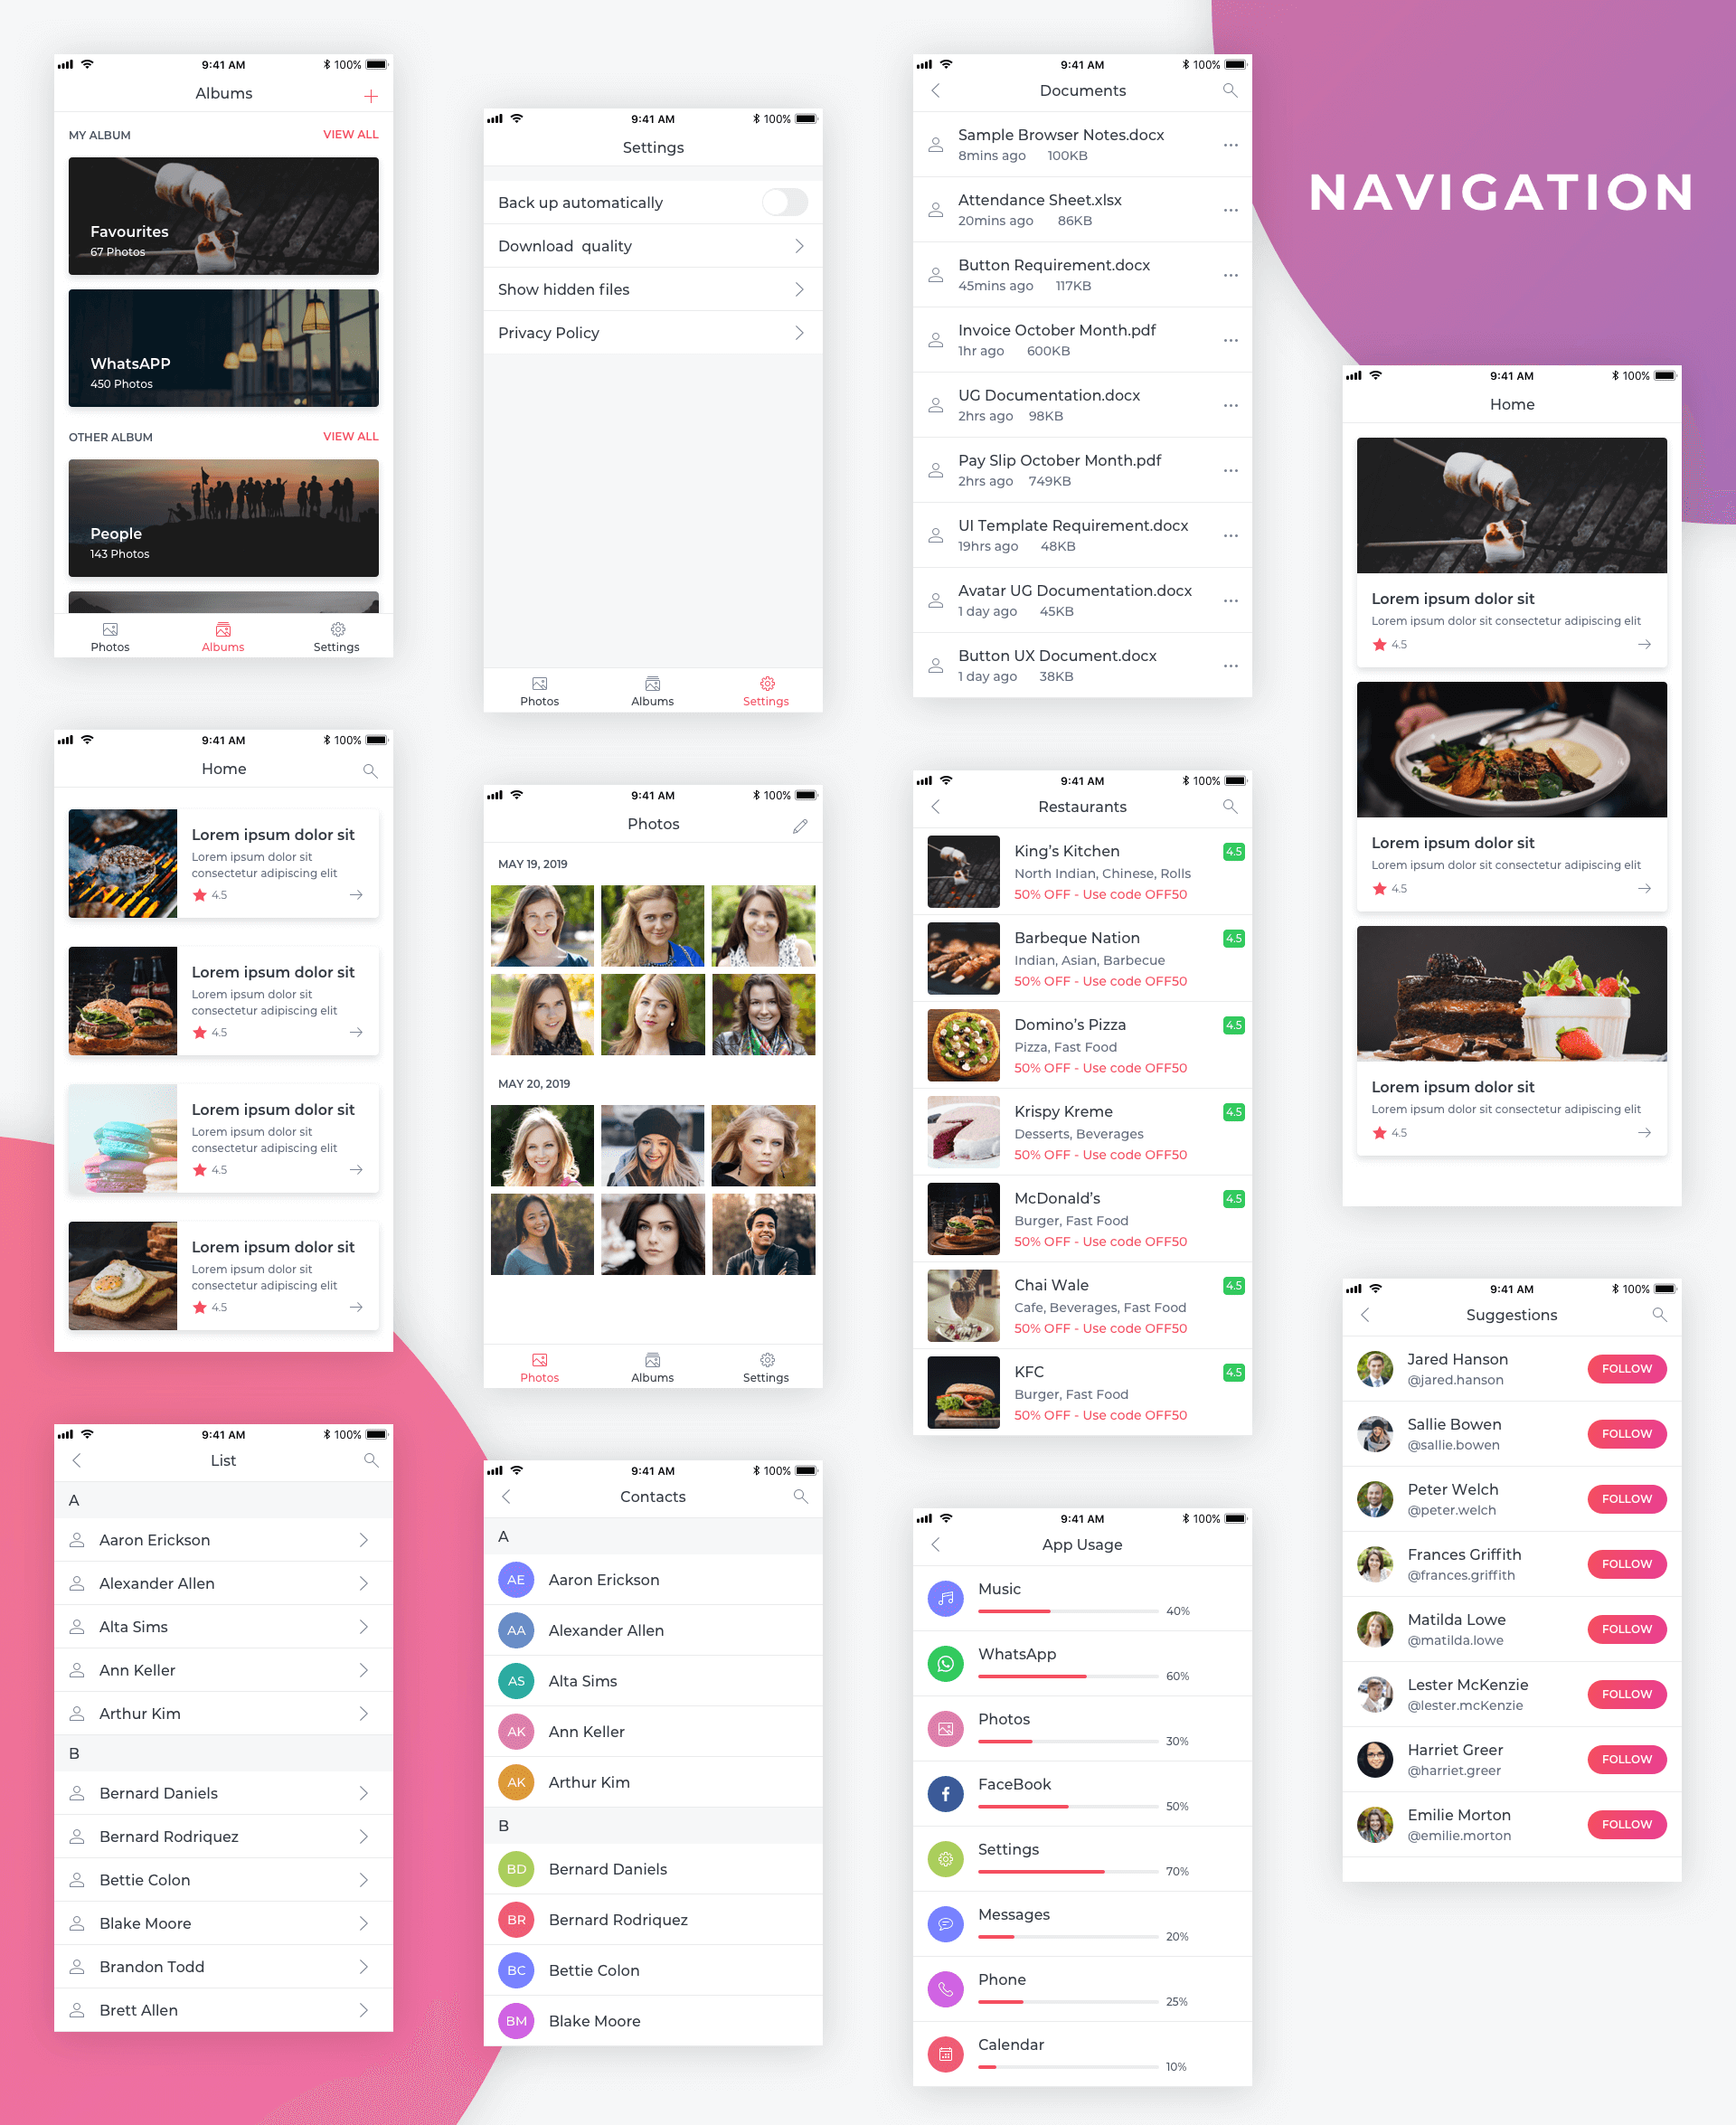 NAVIGATION
9:41 AM
100%
Albums
MY ALBUM
VIEW ALL
Favourites
67 Photos
WhatsAPP
450 Photos
OTHER ALBUM
VIEW ALL
People
143 Photos
Photos
Albums
Settings
9:41 AM
100%
Home
Lorem ipsum dolor sit
Lorem ipsum dolor sit
consectetur adipiscing elit
4.5
Lorem ipsum dolor sit
Lorem ipsum dolor sit
consectetur adipiscing elit
4.5
Lorem ipsum dolor sit
Lorem ipsum dolor sit
consectetur adipiscing elit
4.5
Lorem ipsum dolor sit
Lorem ipsum dolor sit
consectetur adipiscing elit
4.5
9:41 AM
100%
List
A
Aaron Erickson
Alexander Allen
Alta Sims
Ann Keller
Arthur Kim
B
Bernard Daniels
Bernard Rodriquez
Bettie Colon
Blake Moore
Brandon Todd
Brett Allen
9:41 AM
100%
Settings
Back up automatically
Download quality
Show hidden files
Privacy Policy
Photos
Albums
Settings
9:41 AM
100%
Photos
MAY 19, 2019
MAY 20, 2019
Photos
Albums
Settings
9:41 AM
100%
Contacts
A
AE
Aaron Erickson
AA
Alexander Allen
AS
Alta Sims
AK
Ann Keller
AK
Arthur Kim
B
BD
Bernard Daniels
BR
Bernard Rodriquez
BC
Bettie Colon
BM
Blake Moore
9:41 AM
100%
Documents
Sample Browser Notes.docx
8mins ago 100KB
Attendance Sheet.xlsx
20mins ago 86KB
Button Requirement.docx
45mins ago 117KB
Invoice October Month.pdf
1hr ago 600KB
UG Documentation.docx
2hrs ago 98KB
Pay Slip October Month.pdf
2hrs ago 749KB
UI Template Requirement.docx
19hrs ago 48KB
Avatar UG Documentation.docx
1 day ago 45KB
Button UX Document.docx
1 day ago 38KB
9:41 AM
100%
Restaurants
King's Kitchen
4.5
North Indian, Chinese, Rolls
50% OFF - Use code OFF50
Barbeque Nation
4.5
Indian, Asian, Barbecue
50% OFF - Use code OFF50
Domino's Pizza
4.5
Pizza, Fast Food
50% OFF - Use code OFF50
Krispy Kreme
4.5
Desserts, Beverages
50% OFF - Use code OFF50
McDonald's
4.5
Burger, Fast Food
50% OFF - Use code OFF50
Chai Wale
4.5
Cafe, Beverages, Fast Food
50% OFF - Use code OFF50
KFC
4.5
Burger, Fast Food
50% OFF - Use code OFF50
9:41 AM
100%
App Usage
Music
40%
WhatsApp
60%
Photos
30%
FaceBook
50%
Settings
70%
Messages
20%
Phone
25%
Calendar
10%
9:41 AM
100%
Home
Lorem ipsum dolor sit
Lorem ipsum dolor sit consectetur adipiscing elit
4.5
Lorem ipsum dolor sit
Lorem ipsum dolor sit consectetur adipiscing elit
4.5
Lorem ipsum dolor sit
Lorem ipsum dolor sit consectetur adipiscing elit
4.5
9:41 AM
100%
Suggestions
Jared Hanson
@jared.hanson
FOLLOW
Sallie Bowen
@sallie.bowen
FOLLOW
Peter Welch
@peter.welch
FOLLOW
Frances Griffith
@frances.griffith
FOLLOW
Matilda Lowe
@matilda.lowe
FOLLOW
Lester McKenzie
@lester.mcKenzie
FOLLOW
Harriet Greer
@harriet.greer
FOLLOW
Emilie Morton
@emilie.morton
FOLLOW